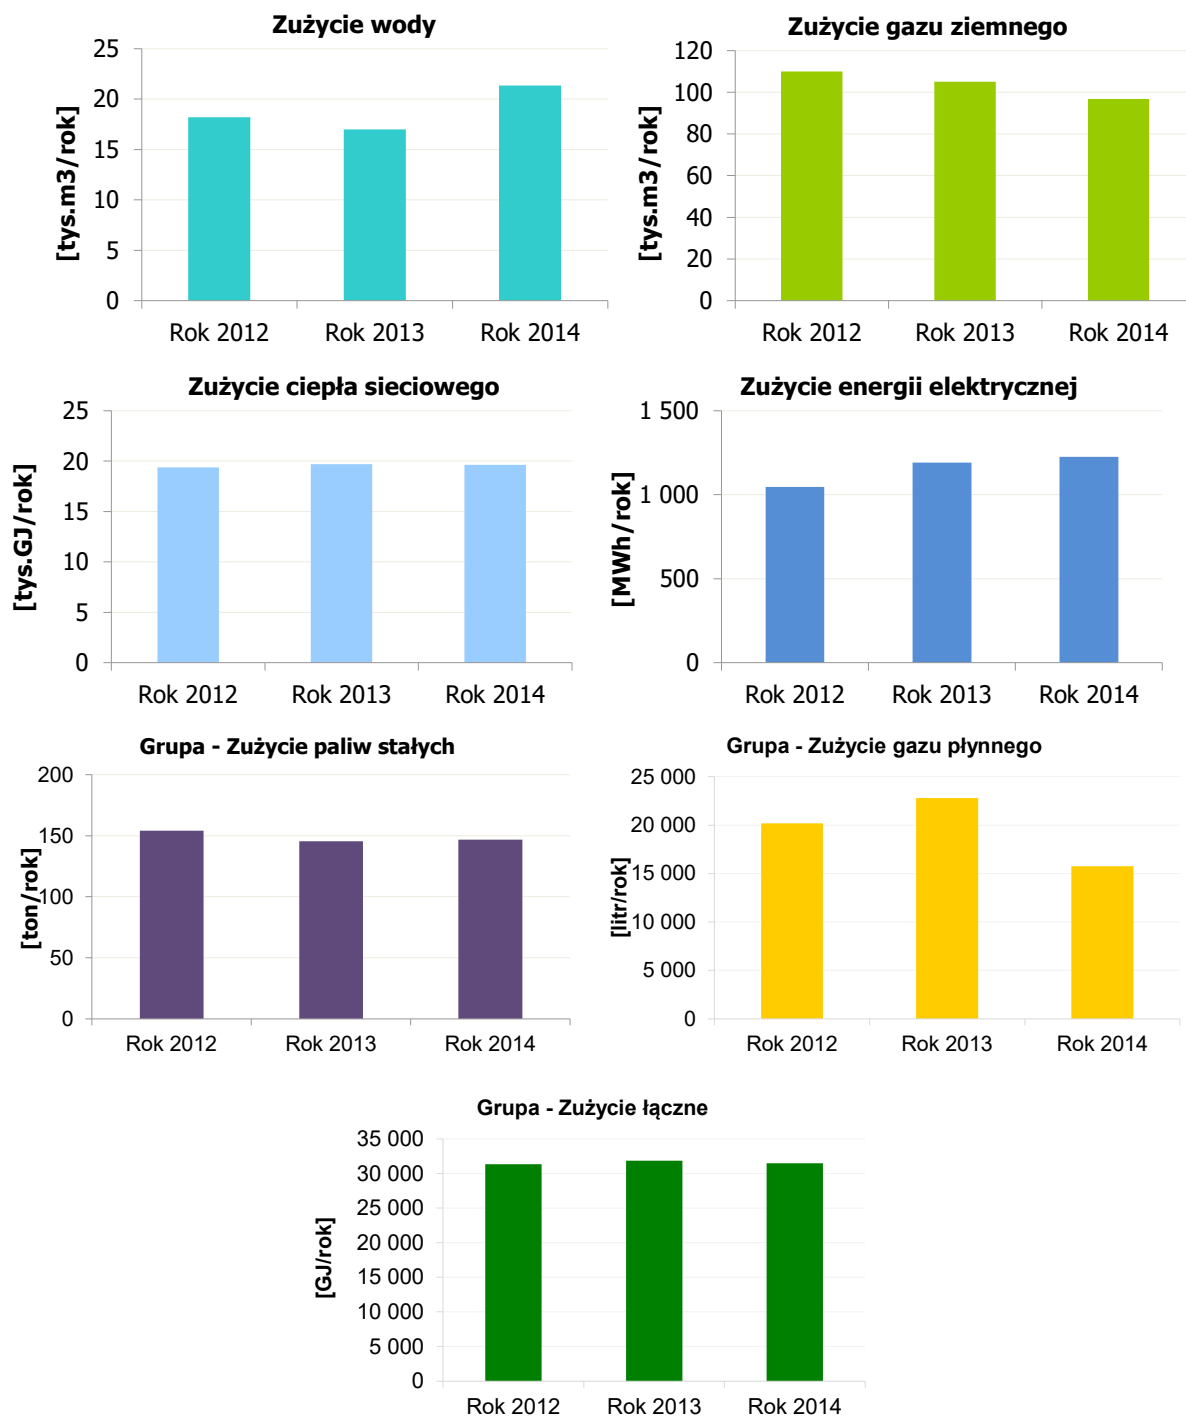 Zużycie wody
25
20
15
10
5
0
[tys.m3/rok]
Rok 2012 Rok 2013 Rok 2014
Zużycie gazu ziemnego
120
100
80
60
40
20
0
[tys.m3/rok]
Rok 2012 Rok 2013 Rok 2014
Zużycie ciepła sieciowego
25
20
15
10
5
0
[tys.GJ/rok]
Rok 2012 Rok 2013 Rok 2014
Zużycie energii elektrycznej
1 500
1 000
500
0
[MWh/rok]
Rok 2012 Rok 2013 Rok 2014
Grupa - Zużycie paliw stałych
200
150
100
50
0
[ton/rok]
Rok 2012 Rok 2013 Rok 2014
Grupa - Zużycie gazu płynnego
25 000
20 000
15 000
10 000
5 000
0
[litr/rok]
Rok 2012 Rok 2013 Rok 2014
Grupa - Zużycie łączne
35 000
30 000
25 000
20 000
15 000
10 000
5 000
0
[GJ/rok]
Rok 2012 Rok 2013 Rok 2014